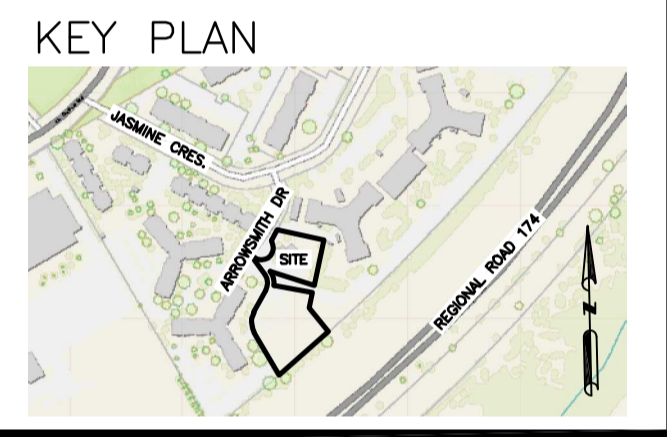 KEY PLAN
JASMINE CRES.
ARROWSMITH DR
SITE
REGIONAL ROAD 174
N